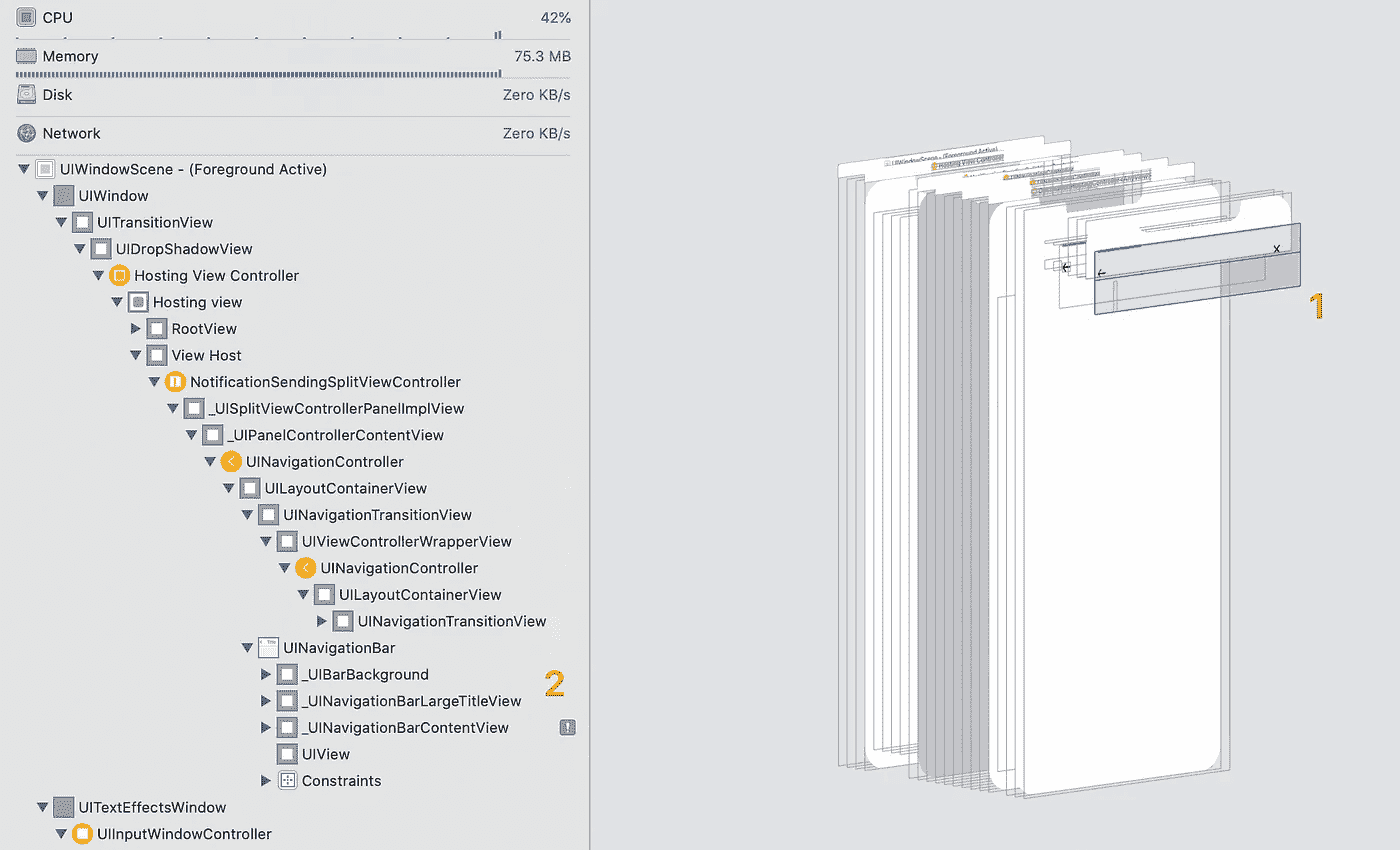 CPU 42%
Memory 75.3 MB
Disk Zero KB/s
Network Zero KB/s
UIWindowScene - (Foreground Active)
UIWindow
UITransitionView
UIDropShadowView
Hosting View Controller
Hosting view
RootView
View Host
NotificationSendingSplitViewController
_UISplitViewControllerPanelImplView
_UIPanelControllerContentView
UINavigationController
UILayoutContainerView
UINavigationTransitionView
UIViewControllerWrapperView
UINavigationController
UILayoutContainerView
UINavigationTransitionView
UINavigationBar
_UIBarBackground
2
_UINavigationBarLargeTitleView
_UINavigationBarContentView
UIView
Constraints
UITextEffectsWindow
UIInputWindowController
UIWindowScene - (Foreground Active)
Hosting View Controller
x
1